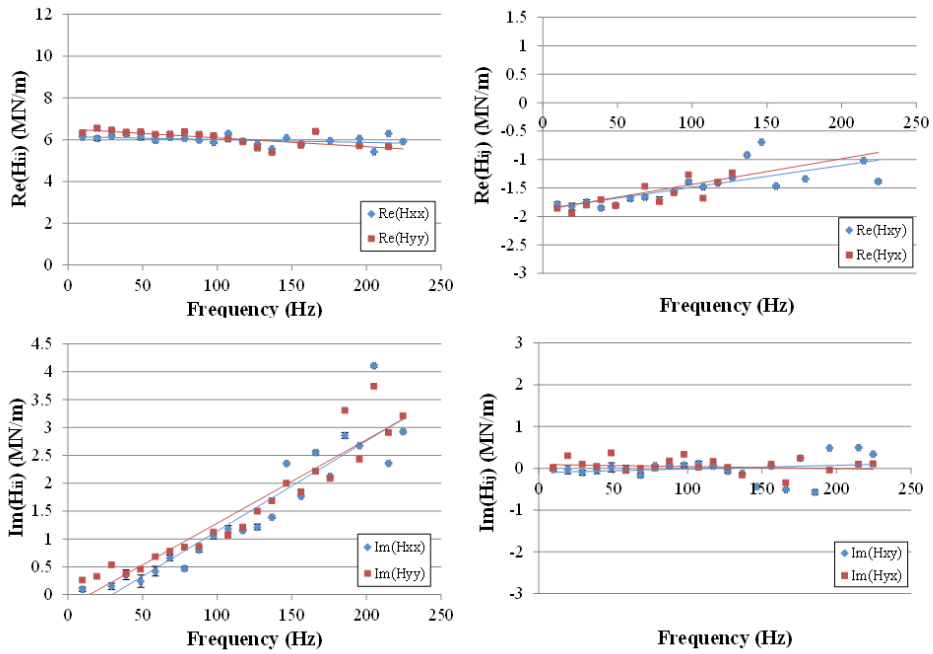 Re(Hii) (MN/m)
12
10
8
6
4
2
0
0 50 100 150 200 250
Frequency (Hz)
Re(Hxx)
Re(Hyy)
Re(Hij) (MN/m)
1.5
1
0.5
0
-0.5
-1
-1.5
-2
-2.5
-3
0 50 100 150 200 250
Frequency (Hz)
Re(Hxy)
Re(Hyx)
Im(Hii) (MN/m)
4.5
4
3.5
3
2.5
2
1.5
1
0.5
0
0 50 100 150 200 250
Frequency (Hz)
Im(Hxx)
Im(Hyy)
Im(Hij) (MN/m)
3
2
1
0
-1
-2
-3
0 50 100 150 200 250
Frequency (Hz)
Im(Hxy)
Im(Hyx)